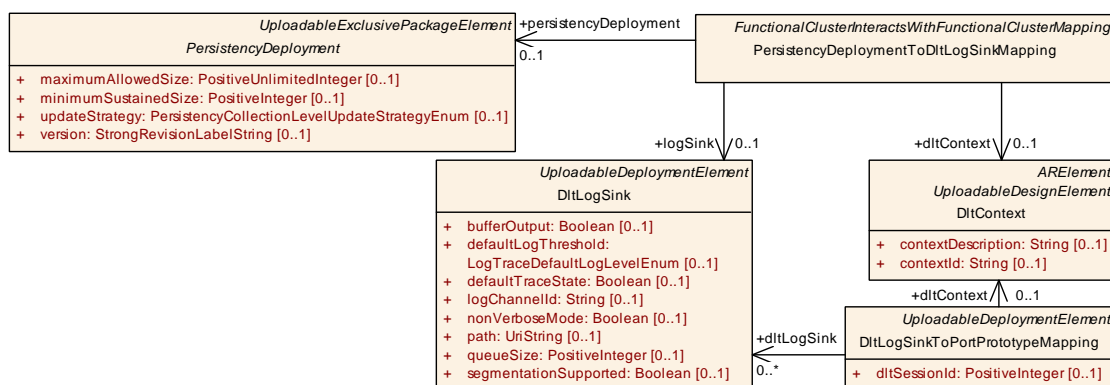 UploadableExclusivePackageElement
PersistencyDeployment
+ maximumAllowedSize: PositiveUnlimitedInteger [0..1]
+ minimumSustainedSize: PositiveInteger [0..1]
+ updateStrategy: PersistencyCollectionLevelUpdateStrategyEnum [0..1]
+ version: StrongRevisionLabelString [0..1]
+persistencyDeployment
0..1
FunctionalClusterInteractsWithFunctionalClusterMapping
PersistencyDeploymentToDltLogSinkMapping
+logSink 0..1
+dltContext 0..1
UploadableDeploymentElement
DltLogSink
+ bufferOutput: Boolean [0..1]
+ defaultLogThreshold:
LogTraceDefaultLogLevelEnum [0..1]
+ defaultTraceState: Boolean [0..1]
+ logChannelId: String [0..1]
+ nonVerboseMode: Boolean [0..1]
+ path: UriString [0..1]
+ queueSize: PositiveInteger [0..1]
+ segmentationSupported: Boolean [0..1]
ARElement
UploadableDesignElement
DltContext
+ contextDescription: String [0..1]
+ contextId: String [0..1]
+dltContext 0..1
+dltLogSink
0..*
UploadableDeploymentElement
DltLogSinkToPortPrototypeMapping
+ dltSessionId: PositiveInteger [0..1]